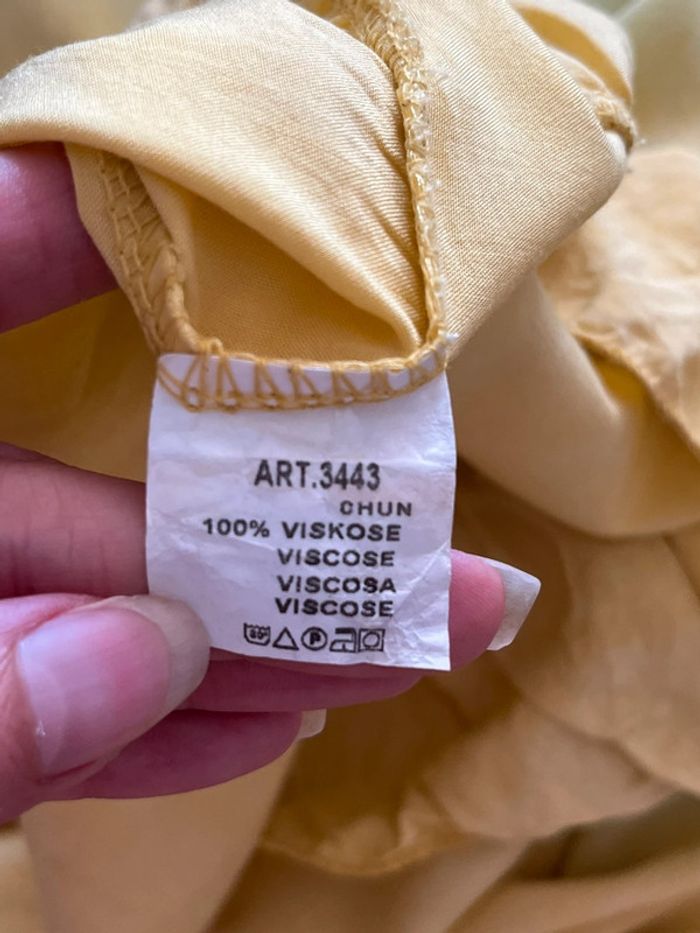 ART.3443
CHUN
100% VISKOSE
VISCOSE
VISCOSA
VISCOSE
P